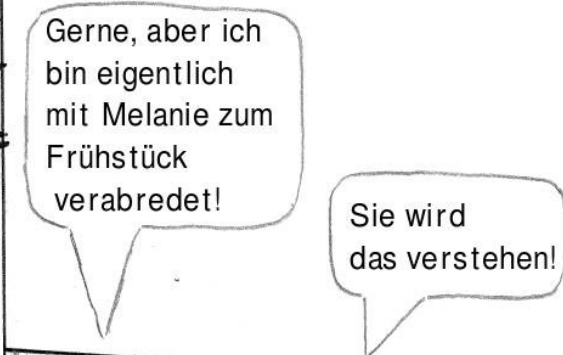 Gerne, aber ich
bin eigentlich
mit Melanie zum
Frühstück
verabredet!
Sie wird
das verstehen!